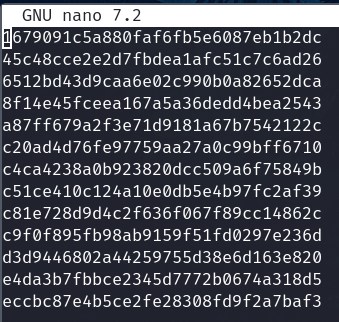 GNU nano 7.2
1679091c5a880faf6fb5e6087eb1b2dc
45c48cce2e2d7fbdea1afc51c7c6ad26
6512bd43d9caa6e02c990b0a82652dca
8f14e45fceea167a5a36dedd4bea2543
a87ff679a2f3e71d9181a67b7542122c
c20ad4d76fe97759aa27a0c99bff6710
c4ca4238a0b923820dcc509a6f75849b
c51ce410c124a10e0db5e4b97fc2af39
c81e728d9d4c2f636f067f89cc14862c
c9f0f895fb98ab9159f51fd0297e236d
d3d9446802a44259755d38e6d163e820
e4da3b7fbbce2345d7772b0674a318d5
eccbc87e4b5ce2fe28308fd9f2a7baf3